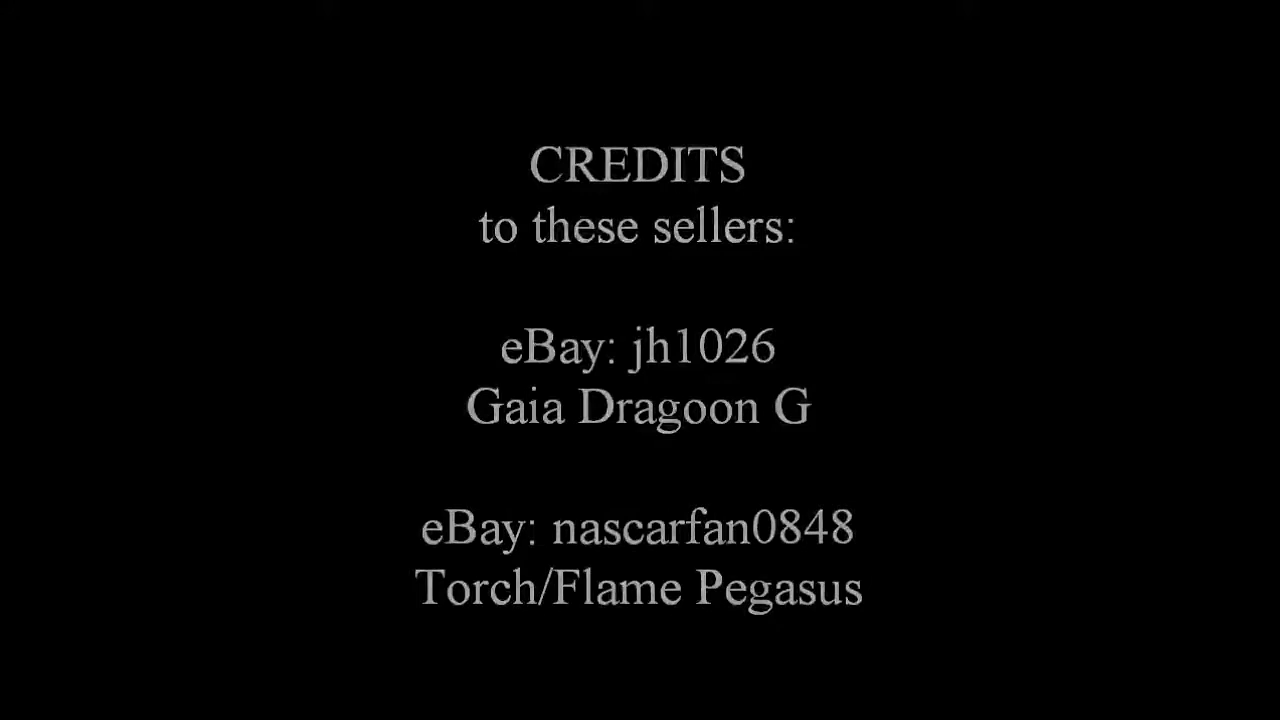 CREDITS
to these sellers:
eBay: jh1026
Gaia Dragoon G
eBay: nascarfan0848
Torch/Flame Pegasus